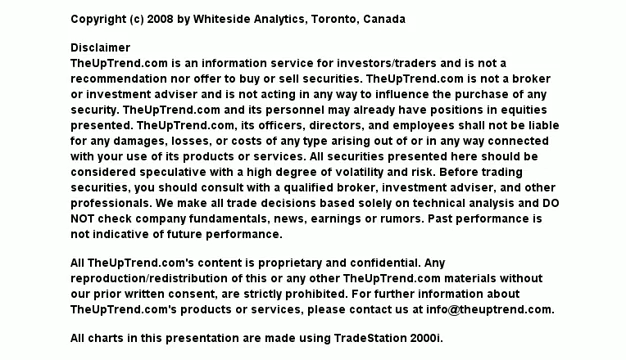 Copyright (c) 2008 by Whiteside Analytics, Toronto, Canada
Disclaimer
TheUpTrend.com is an information service for investors/traders and is not a
recommendation nor offer to buy or sell securities. TheUpTrend.com is not a broker
or investment adviser and is not acting in any way to influence the purchase of any
security. TheUpTrend.com and its personnel may already have positions in equities
presented. TheUpTrend.com, its officers, directors, and employees shall not be liable
for any damages, losses, or costs of any type arising out of or in any way connected
with your use of its products or services. All securities presented here should be
considered speculative with a high degree of volatility and risk. Before trading
securities, you should consult with a qualified broker, investment adviser, and other
professionals. We make all trade decisions based solely on technical analysis and DO
NOT check company fundamentals, news, earnings or rumors. Past performance is
not indicative of future performance.
All TheUpTrend.com's content is proprietary and confidential. Any
reproduction/redistribution of this or any other TheUpTrend.com materials without
our prior written consent, are strictly prohibited. For further information about
TheUpTrend.com's products or services, please contact us at info@theuptrend.com.
All charts in this presentation are made using TradeStation 2000i.